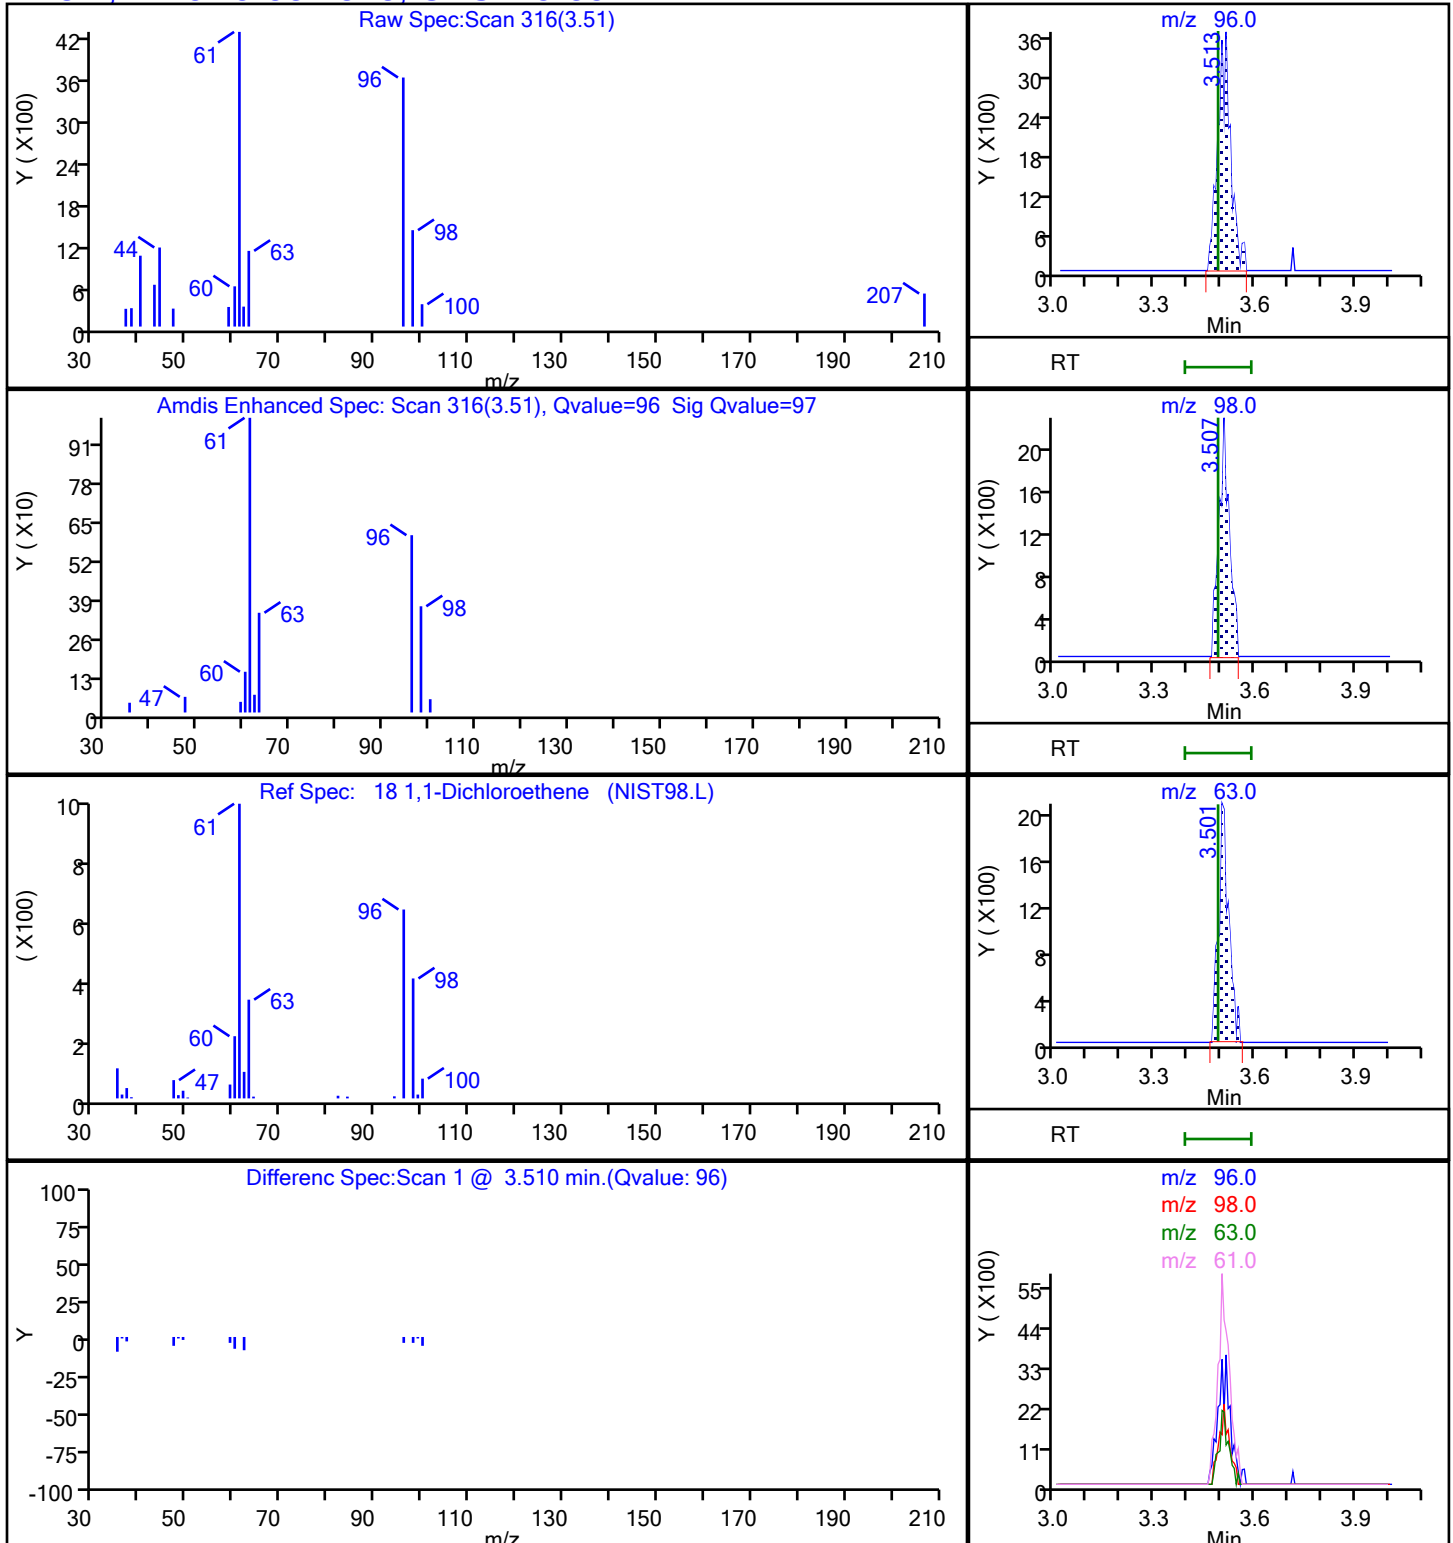 Raw Spec:Scan 316(3.51)
Y ( X100)
42
36
30
24
18
12
6
0
61
96
98
44
63
60
100
207
30 50 70 90 110 130 150 170 190 210
m/z
m/z 96.0
Y ( X100)
36
30
24
18
12
6
0
3.513
3.0 3.3 3.6 3.9
Min
RT
Amdis Enhanced Spec: Scan 316(3.51), Qvalue=96 Sig Qvalue=97
Y ( X10)
91
78
65
52
39
26
13
0
61
96
63
98
60
47
30 50 70 90 110 130 150 170 190 210
m/z
m/z 98.0
Y ( X100)
20
16
12
8
4
0
3.507
3.0 3.3 3.6 3.9
Min
RT
Ref Spec: 18 1,1-Dichloroethene (NIST98.L)
( X100)
10
8
6
4
2
0
61
96
98
63
60
47
100
30 50 70 90 110 130 150 170 190 210
m/z 63.0
Y ( X100)
20
16
12
8
4
0
3.501
3.0 3.3 3.6 3.9
Min
RT
Differenc Spec:Scan 1 @ 3.510 min.(Qvalue: 96)
Y
100
75
50
25
0
-25
-50
-75
-100
30 50 70 90 110 130 150 170 190 210
m/z
m/z 96.0
m/z 98.0
m/z 63.0
m/z 61.0
Y ( X100)
55
44
33
22
11
0
3.0 3.3 3.6 3.9
Min